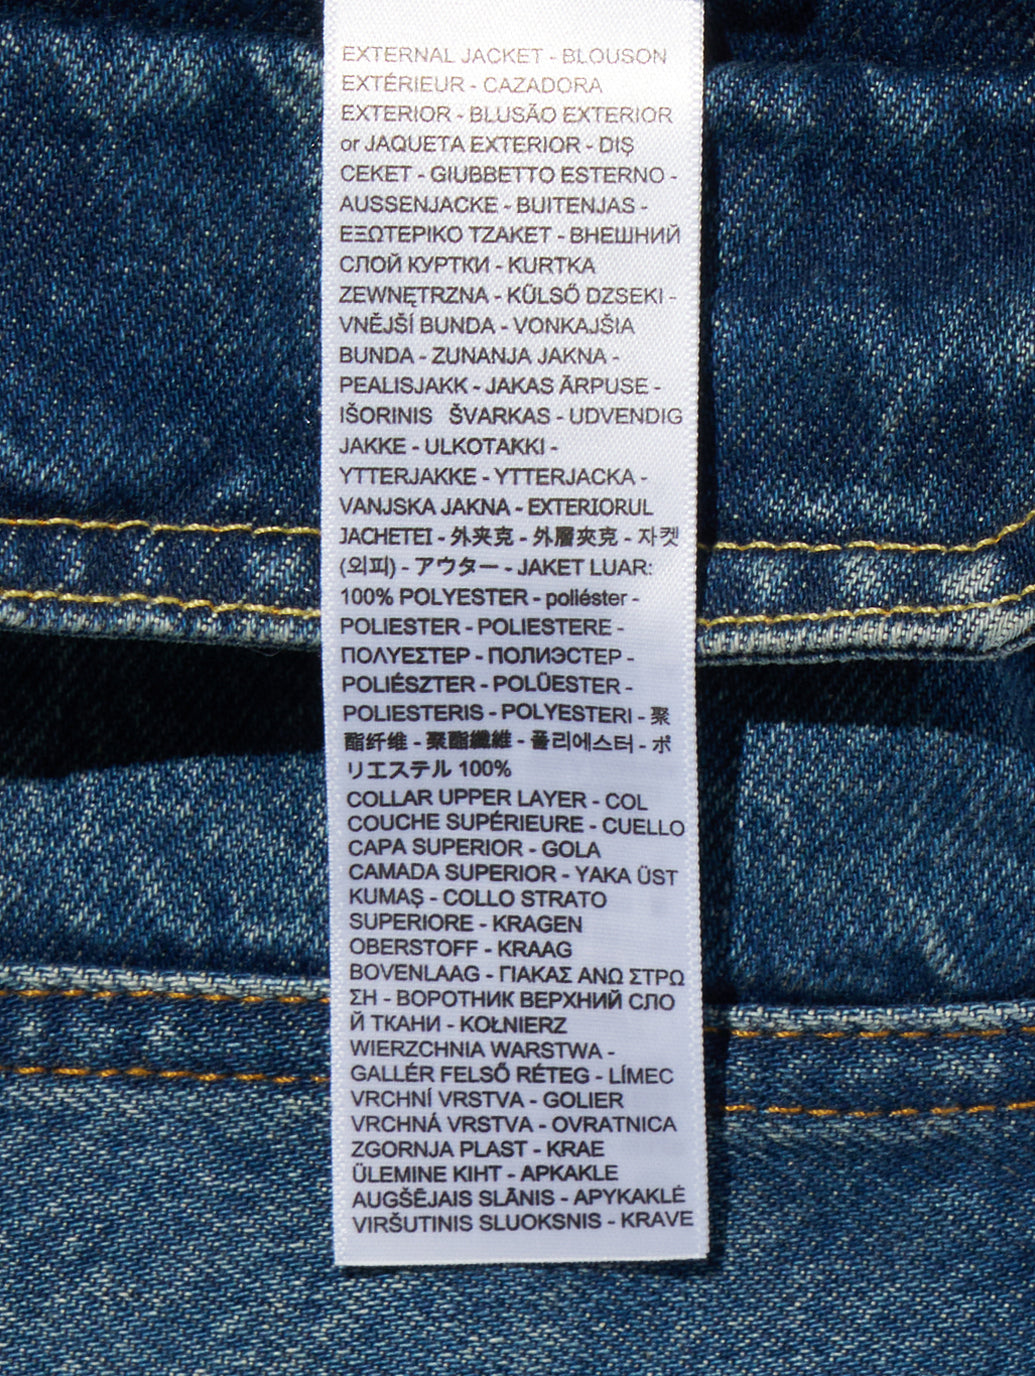 EXTERNAL JACKET - BLOUSON
EXTÉRIEUR - CAZADORA
EXTERIOR - BLUSÃO EXTERIOR
or JAQUETA EXTERIOR - DIŞ
CEKET - GIUBBETTO ESTERNO -
AUSSENJACKE - BUITENJAS -
ΕΞΩΤΕΡΙΚΟ ΤΖΑΚΕΤ - ВНЕШНИЙ
СЛОЙ КУРТКИ - KURTKA
ZEWNĘTRZNA - KŰLSŐ DZSEKI -
VNĚJŠÍ BUNDA - VONKAJŠIA
BUNDA - ZUNANJA JAKNA -
PEALISJAKK - JAKAS ĀRPUSE -
IŠORINIS ŠVARKAS - UDVENDIG
JAKKE - ULKOTAKKI -
YTTERJAKKE - YTTERJACKA -
VANJSKA JAKNA - EXTERIORUL
JACHETEI - 外夹克 - 外層夾克 - 자켓
(외피) - アウター - JAKET LUAR:
100% POLYESTER - poliéster -
POLIESTER - POLIESTERE -
ΠΟΛΥΕΣΤΕΡ - ПОЛИЭСТЕР -
POLIÉSZTER - POLÜESTER -
POLIESTERIS - POLYESTERI - 聚
酯纤维 - 聚酯纖維 - 폴리에스터 - ポ
リエステル 100%
COLLAR UPPER LAYER - COL
COUCHE SUPÉRIEURE - CUELLO
CAPA SUPERIOR - GOLA
CAMADA SUPERIOR - YAKA ÜST
KUMAŞ - COLLO STRATO
SUPERIORE - KRAGEN
OBERSTOFF - KRAAG
BOVENLAAG - ΓΙΑΚΑΣ ΑΝΩ ΣΤΡΩ
ΣΗ - ВОРОТНИК ВЕРХНИЙ СЛО
Й ТКАНИ - KOŁNIERZ
WIERZCHNIA WARSTWA -
GALLÉR FELSŐ RÉTEG - LÍMEC
VRCHNÍ VRSTVA - GOLIER
VRCHNÁ VRSTVA - OVRATNICA
ZGORNJA PLAST - KRAE
ÜLEMINE KIHT - APKAKLE
AUGŠĒJAIS SLĀNIS - APYKAKLĖ
VIRŠUTINIS SLUOKSNIS - KRAVE